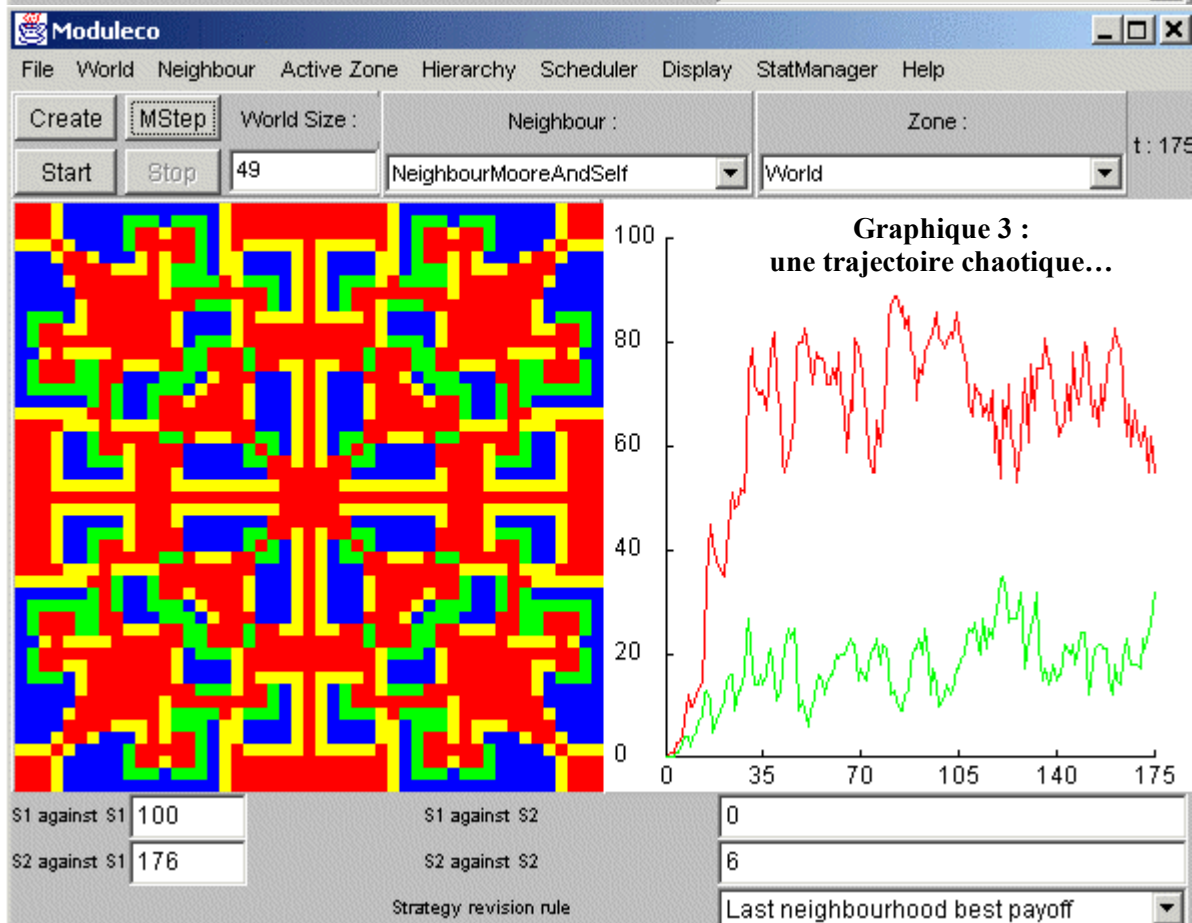 Moduleco
File World Neighbour Active Zone Hierarchy Scheduler Display StatManager Help
Create MStep World Size : Neighbour : Zone : t : 175
Start Stop 49 NeighbourMooreAndSelf World
Graphique 3 :
une trajectoire chaotique…
100
80
60
40
20
0
0 35 70 105 140 175
S1 against S1 100 S1 against S2 0
S2 against S1 176 S2 against S2 6
Strategy revision rule Last neighbourhood best payoff